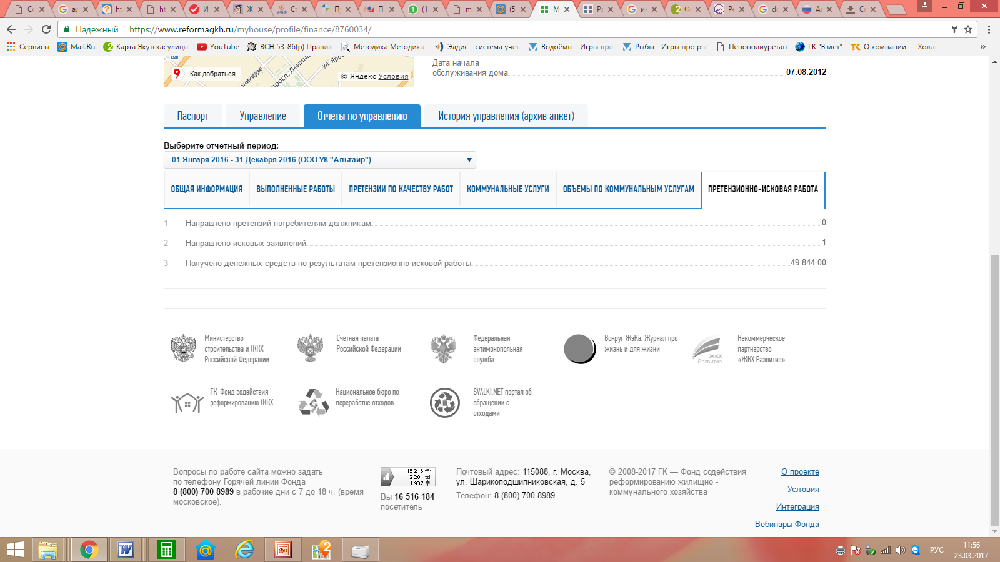 Со
G ал
ht
ht
И
Ж
Ст
П
П
(1
m
(5
М
Ра
G ин
Ф
Ре
G do
Аг
С
Надежный https://www.reformagkh.ru/myhouse/profile/finance/8760034/
Сервисы Mail.Ru Карта Якутска: улицы YouTube ВСН 53-86(р) Правил Методика Методика Элдис - система учет Водоёмы - Игры про Рыбы - Игры про ры Пенополиуретан ГК "Взлет" О компании — Холд »
Как добраться
оникидзе
просп. Ленина
ул. Яро
© Яндекс Условия
Дата начала
обслуживания дома 07.08.2012
Паспорт Управление Отчеты по управлению История управления (архив анкет)
Выберите отчетный период:
01 Января 2016 - 31 Декабря 2016 (ООО УК "Альтаир")
ОБЩАЯ ИНФОРМАЦИЯ ВЫПОЛНЕННЫЕ РАБОТЫ ПРЕТЕНЗИИ ПО КАЧЕСТВУ РАБОТ КОММУНАЛЬНЫЕ УСЛУГИ ОБЪЕМЫ ПО КОММУНАЛЬНЫМ УСЛУГАМ ПРЕТЕНЗИОННО-ИСКОВАЯ РАБОТА
1 Направлено претензий потребителям-должникам 0
2 Направлено исковых заявлений 1
3 Получено денежных средств по результатам претензионно-исковой работы 49 844.00
Министерство
строительства и ЖКХ
Российской Федерации
Счетная палата
Российской Федерации
Федеральная
антимонопольная
служба
Вокруг ЖэКа: Журнал про
жизнь и для жизни
ЖКХ
Развитие
Некоммерческое
партнерство
«ЖКХ Развитие»
ГК-Фонд содействия
реформированию ЖКХ
Национальное бюро по
переработке отходов
SVALKI.NET портал об
обращении с
отходами
Вопросы по работе сайта можно задать
по телефону Горячей линии Фонда
8 (800) 700-8989 в рабочие дни с 7 до 18 ч. (время
московское).
15 216
2 201
1 937
Вы 16 516 184
посетитель
Почтовый адрес: 115088, г. Москва,
ул. Шарикоподшипниковская, д. 5
Телефон: 8 (800) 700-8989
© 2008-2017 ГК — Фонд содействия
реформированию жилищно -
коммунального хозяйства
О проекте
Условия
Интеграция
Вебинары Фонда
РУС
11:56
23.03.2017